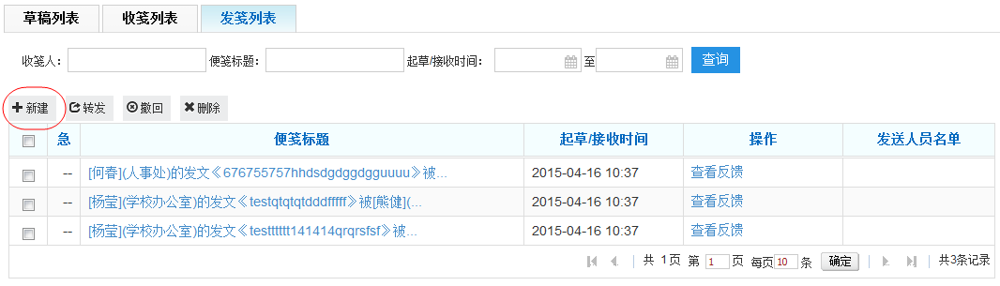 草稿列表 收笺列表 发笺列表
收笺人： 便笺标题： 起草/接收时间： 至 查询
新建 转发 撤回 删除
急 便笺标题 起草/接收时间 操作 发送人员名单
-- [何春](人事处)的发文《676755757hhdsdgdggdgguuuu》被... 2015-04-16 10:37 查看反馈
-- [杨莹](学校办公室)的发文《testqtqtqtdddfffff》被[熊健](... 2015-04-16 10:37 查看反馈
-- [杨莹](学校办公室)的发文《testttttt141414qrqrsfsf》被... 2015-04-16 10:37 查看反馈
共 1页 第 1 页 每页 10 条 确定 共3条记录